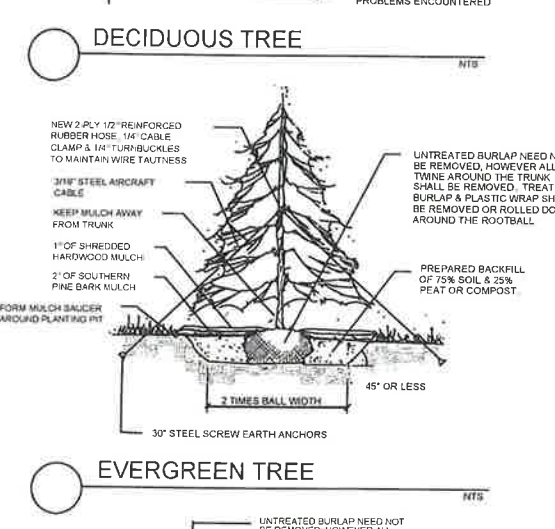 PROBLEMS ENCOUNTERED
DECIDUOUS TREE
NTS
NEW 2-PLY 1/2" REINFORCED
RUBBER HOSE, 1/4" CABLE
CLAMP & 1/4" TURNBUCKLES
TO MAINTAIN WIRE TAUTNESS
3/16" STEEL AIRCRAFT
CABLE
KEEP MULCH AWAY
FROM TRUNK
1" OF SHREDDED
HARDWOOD MULCH
2" OF SOUTHERN
PINE BARK MULCH
FORM MULCH SAUCER
AROUND PLANTING PIT
UNTREATED BURLAP NEED N
BE REMOVED, HOWEVER ALL
TWINE AROUND THE TRUNK
SHALL BE REMOVED. TREAT
BURLAP & PLASTIC WRAP SH
BE REMOVED OR ROLLED DO
AROUND THE ROOTBALL
PREPARED BACKFILL
OF 75% SOIL & 25%
PEAT OR COMPOST
45° OR LESS
2 TIMES BALL WIDTH
30" STEEL SCREW EARTH ANCHORS
EVERGREEN TREE
NTS
UNTREATED BURLAP NEED NOT
BE REMOVED, HOWEVER ALL